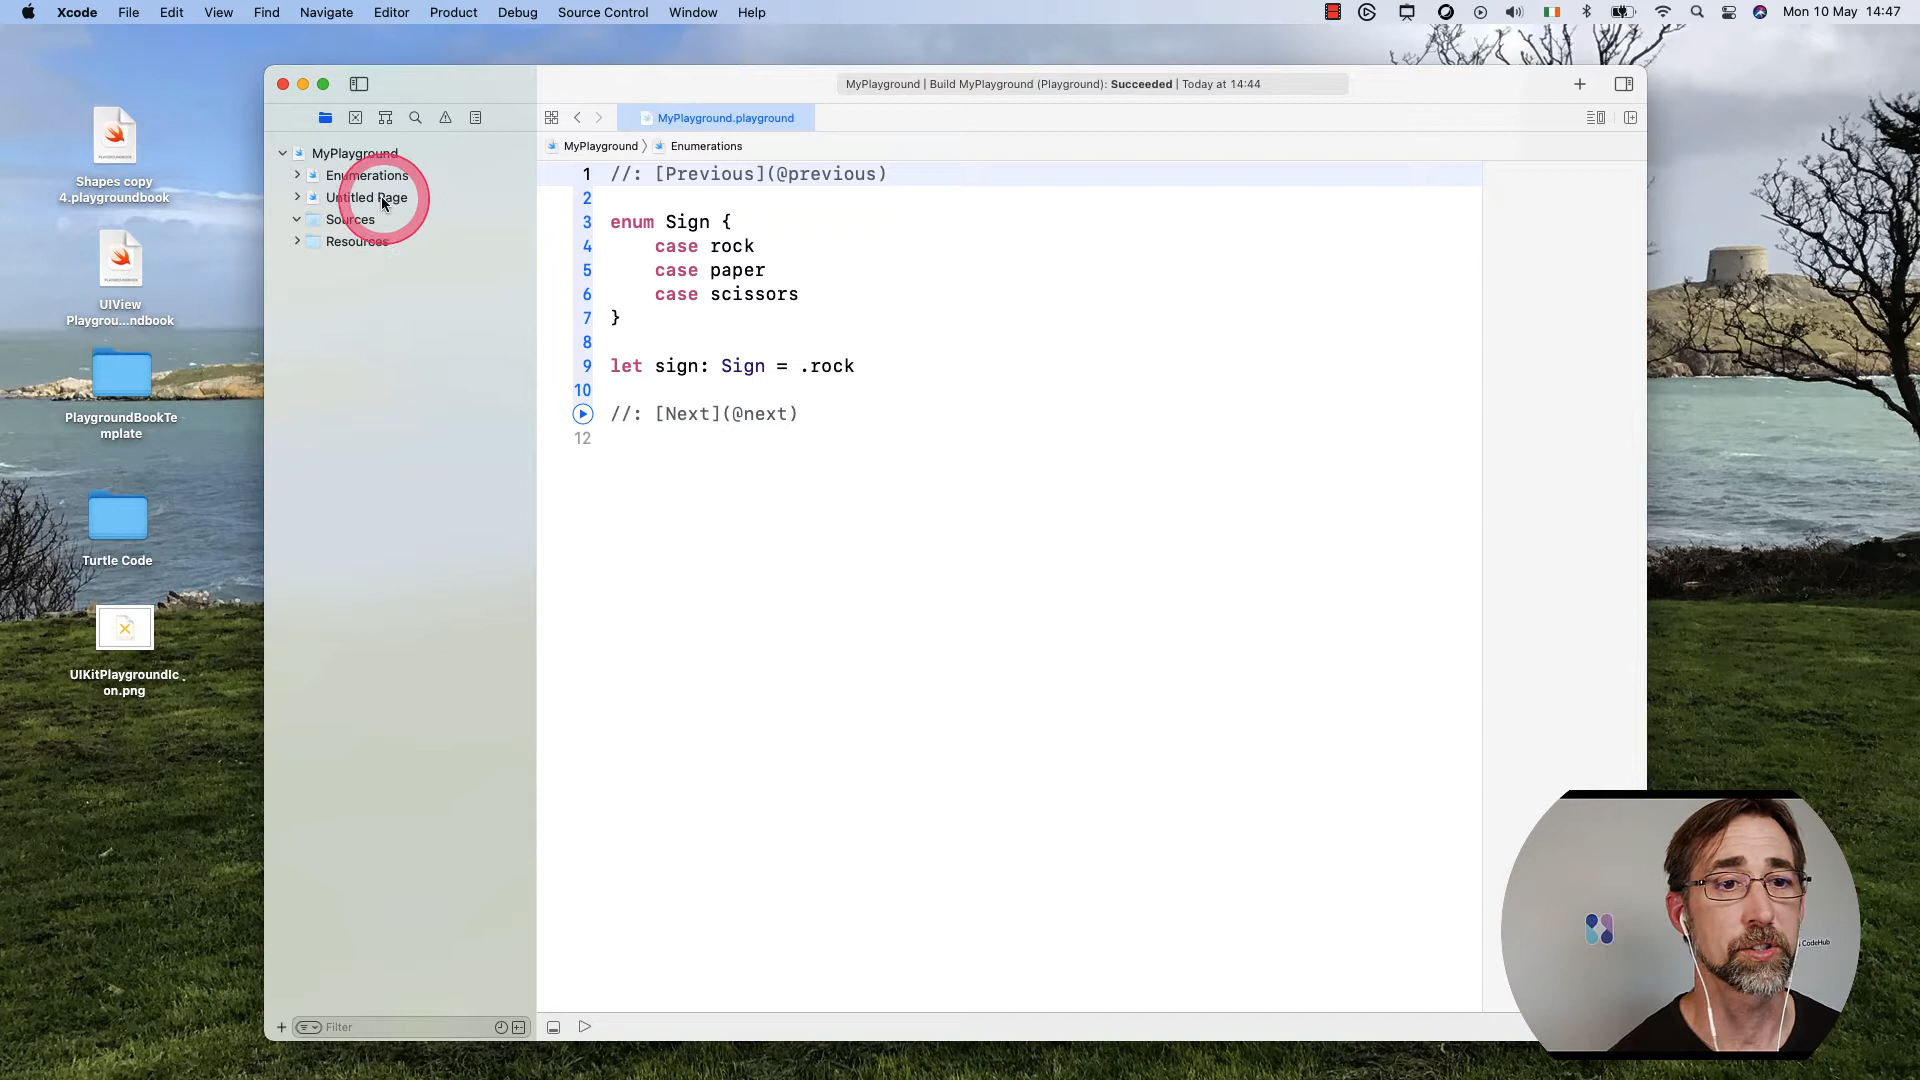 Xcode File Edit View Find Navigate Editor Product Debug Source Control Window Help
Mon 10 May 14:47
MyPlayground | Build MyPlayground (Playground): Succeeded | Today at 14:44
MyPlayground.playground
MyPlayground
Enumerations
MyPlayground
Enumerations
Untitled Page
Sources
Resources
1 //: [Previous](@previous)
2
3 enum Sign {
4 case rock
5 case paper
6 case scissors
7 }
8
9 let sign: Sign = .rock
10
//: [Next](@next)
12
Filter
Shapes copy
4.playgroundbook
UIView
Playgrou...ndbook
PlaygroundBookTe
mplate
Turtle Code
UIKitPlaygroundIc
on.png
CodeHub